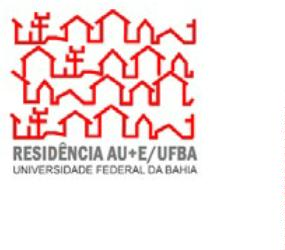 RESIDÊNCIA AU+E/UFBA
UNIVERSIDADE FEDERAL DA BAHIA